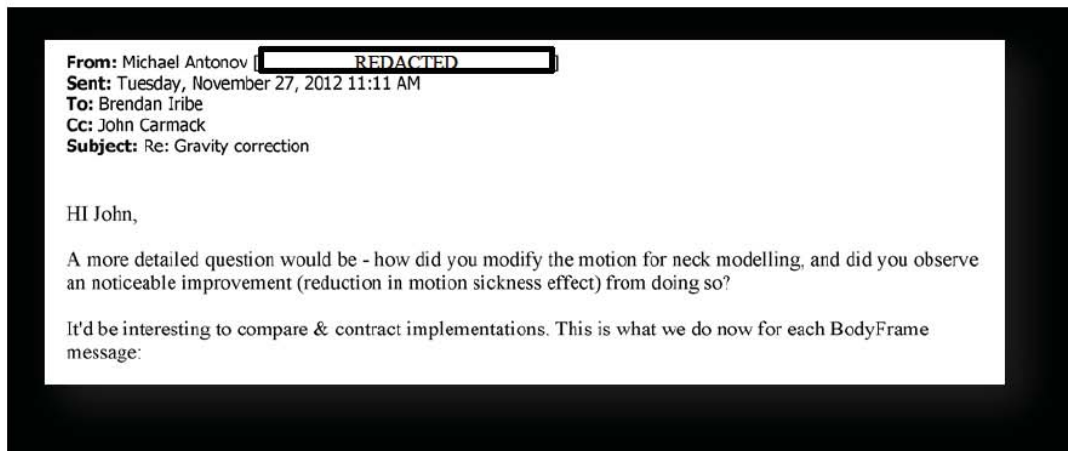 From: Michael Antonov [REDACTED]
Sent: Tuesday, November 27, 2012 11:11 AM
To: Brendan Iribe
Cc: John Carmack
Subject: Re: Gravity correction
HI John,
A more detailed question would be - how did you modify the motion for neck modelling, and did you observe
an noticeable improvement (reduction in motion sickness effect) from doing so?
It'd be interesting to compare & contract implementations. This is what we do now for each BodyFrame
message: